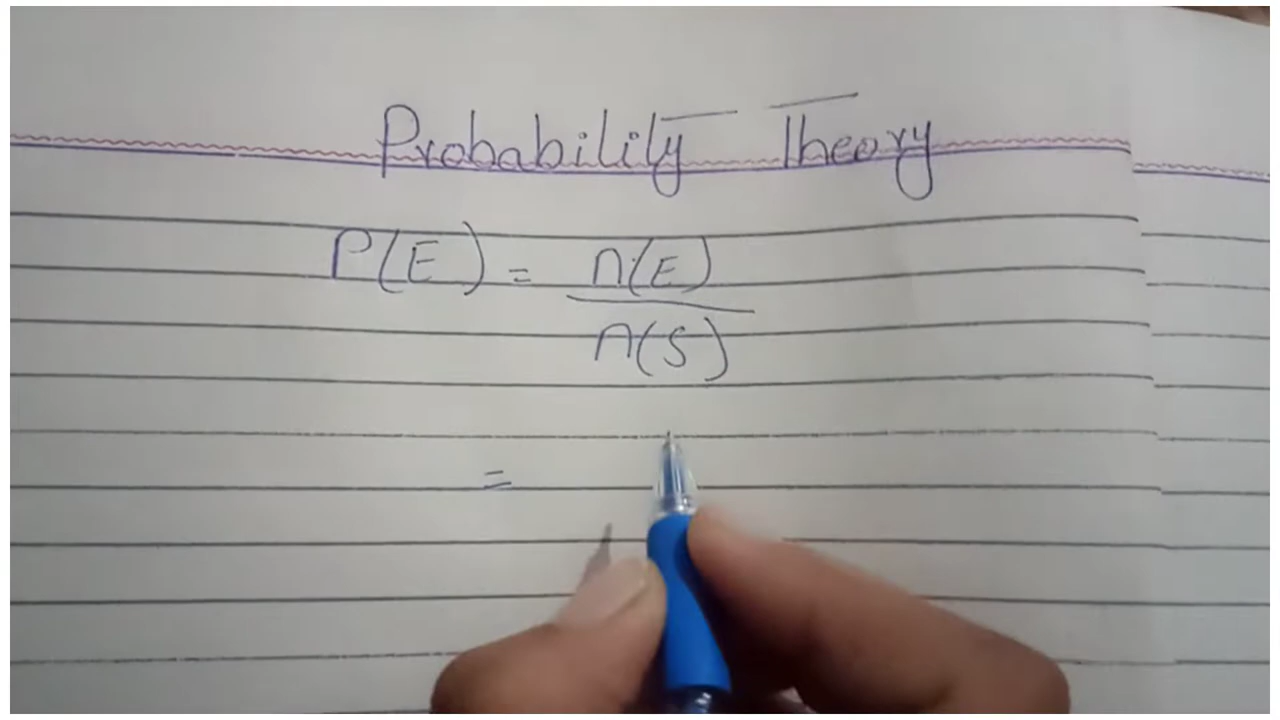 Probability Theory
P(E) = n(E)
n(S)
=